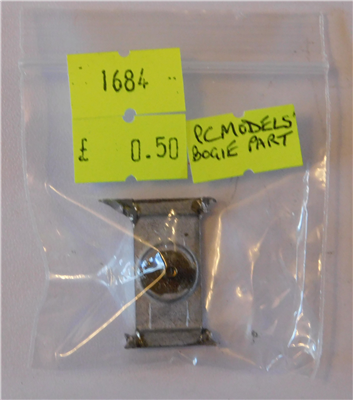 1684
£ 0.50
PC MODELS'
BOGIE PART